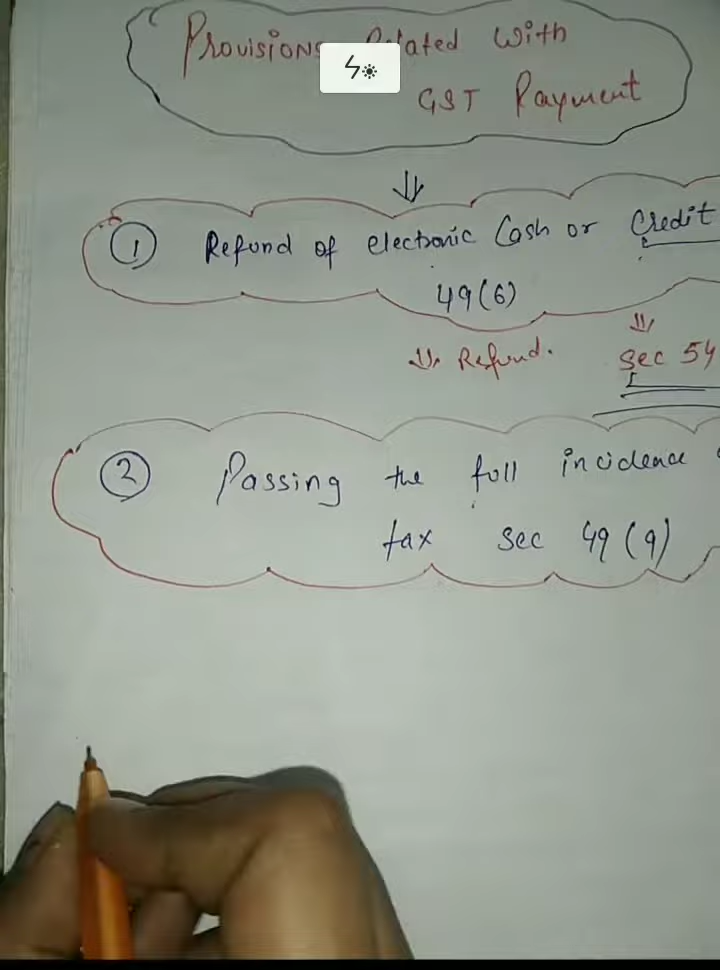 Provisions Related with
GST Payment
① Refund of electronic Cash or Credit
49(6)
⇓ Refund.
⇓
Sec 54
② Passing the full incidence
tax sec 49(9)